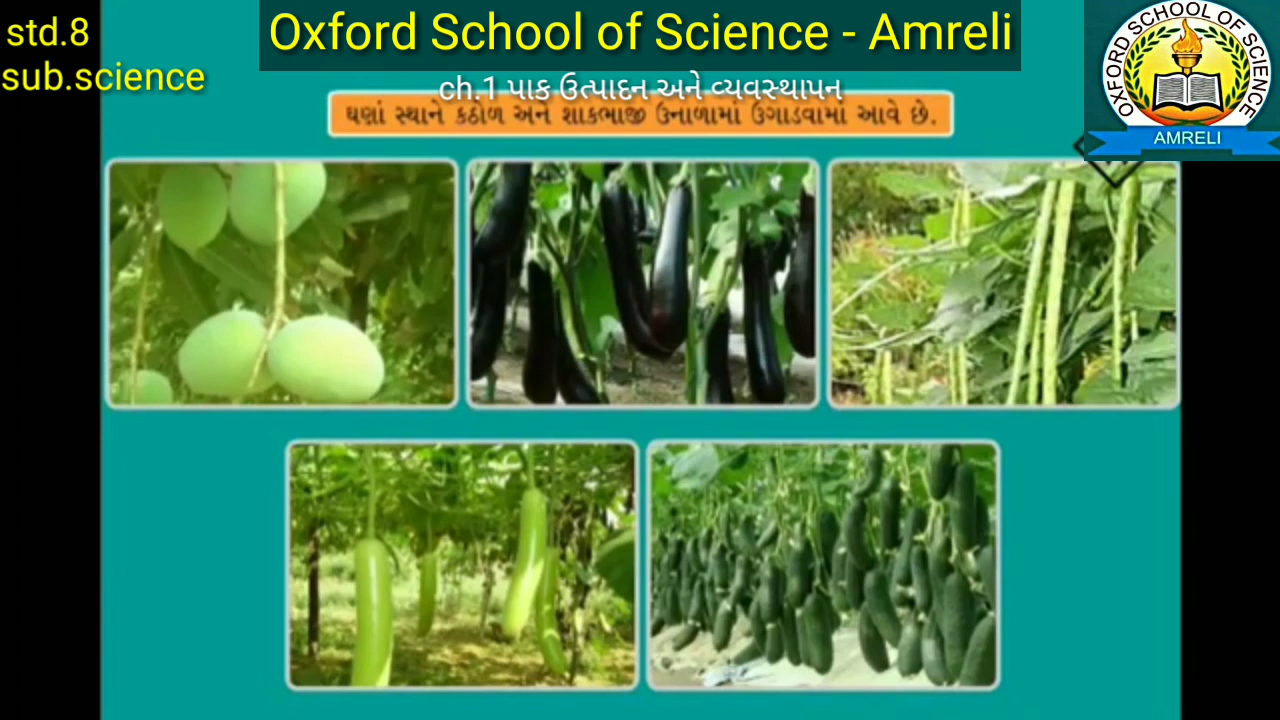 std.8
Oxford School of Science - Amreli
sub.science
ch.1 પાક ઉત્પાદન અને વ્યવસ્થાપન
ઘણાં સ્થાને કઠોળ અને શાકભાજી ઉનાળામાં ઉગાડવામાં આવે છે.
OXFORD SCHOOL OF SCIENCE
AMRELI